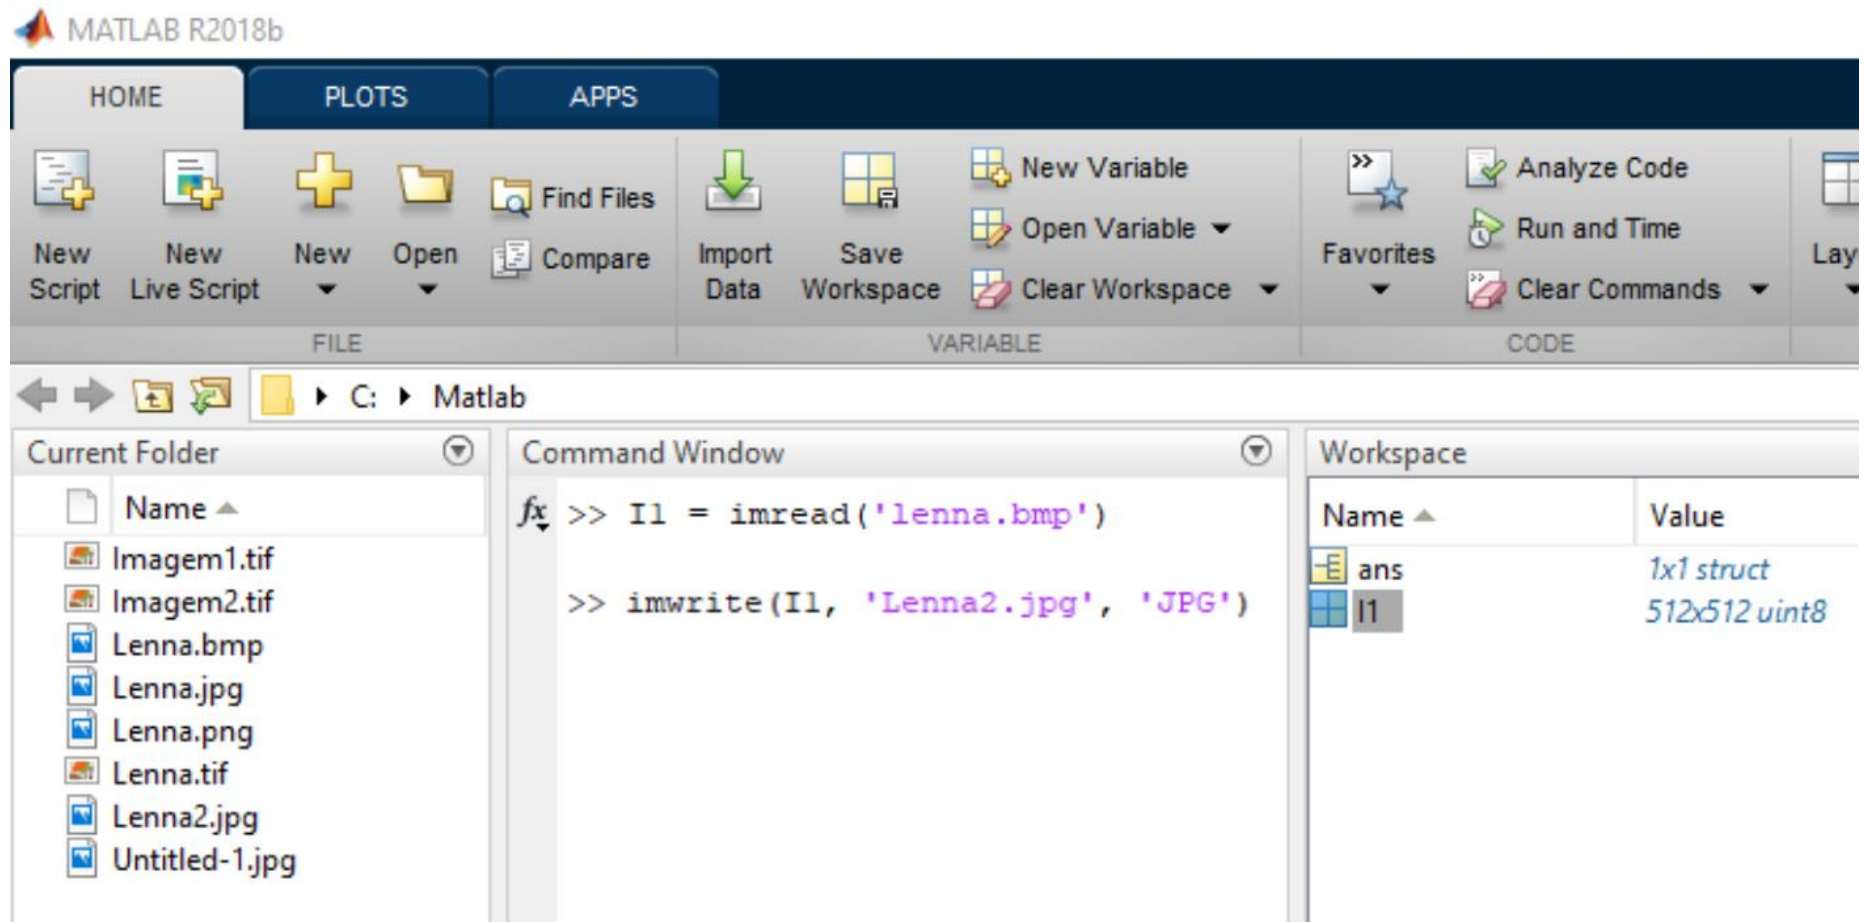 MATLAB R2018b
HOME PLOTS APPS
New Script
New Live Script
New
Open
Find Files
Compare
FILE
Import Data
Save Workspace
New Variable
Open Variable
Clear Workspace
VARIABLE
Favorites
Analyze Code
Run and Time
Clear Commands
CODE
Lay
C: Matlab
Current Folder
Name
Imagem1.tif
Imagem2.tif
Lenna.bmp
Lenna.jpg
Lenna.png
Lenna.tif
Lenna2.jpg
Untitled-1.jpg
Command Window
fx >> I1 = imread('lenna.bmp')
>> imwrite(I1, 'Lenna2.jpg', 'JPG')
Workspace
Name Value
ans 1x1 struct
I1 512x512 uint8